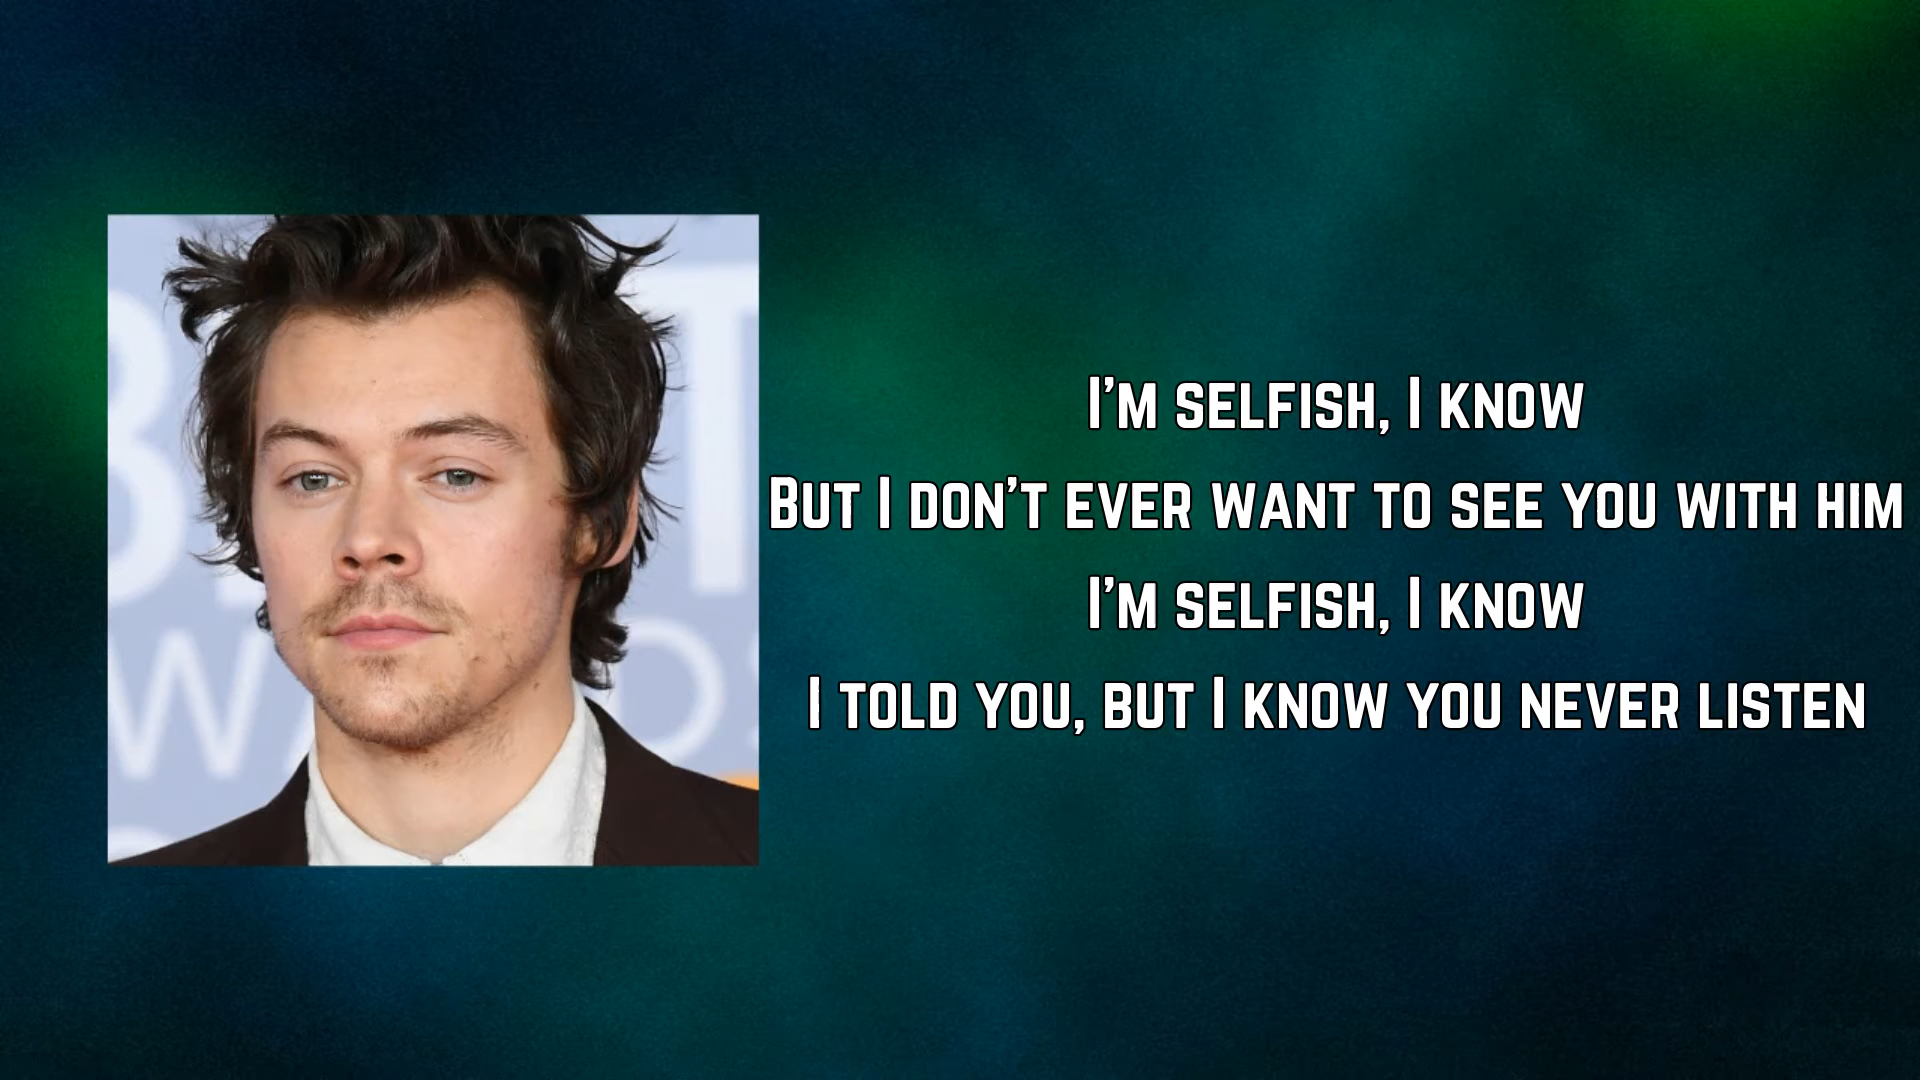 I'm selfish, I know
But I don't ever want to see you with him
I'm selfish, I know
I told you, but I know you never listen